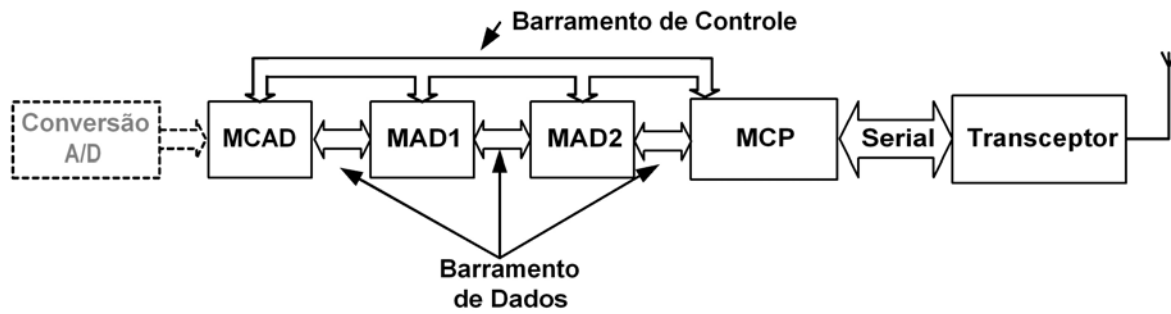 Barramento de Controle
Conversão
A/D
MCAD
MAD1
MAD2
MCP
Serial
Transceptor
Barramento
de Dados